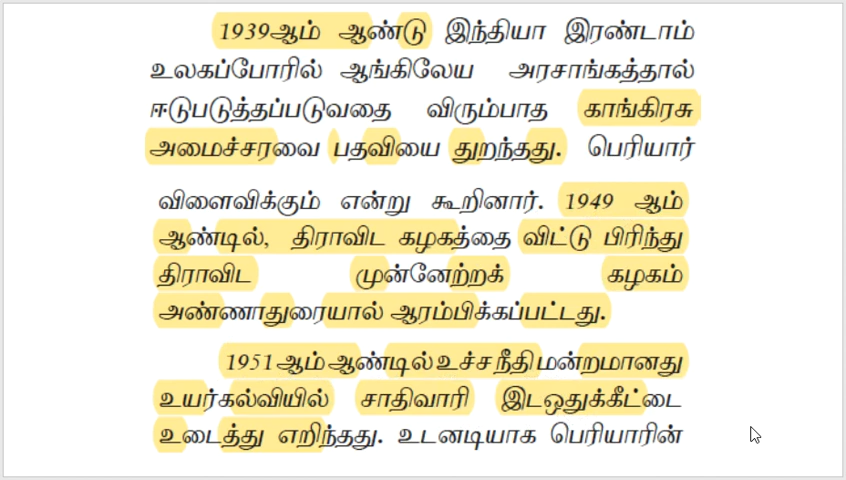 1939ஆம் ஆண்டு இந்தியா இரண்டாம்
உலகப்போரில் ஆங்கிலேய அரசாங்கத்தால்
ஈடுபடுத்தப்படுவதை விரும்பாத காங்கிரசு
அமைச்சரவை பதவியை துறந்தது. பெரியார்
விளைவிக்கும் என்று கூறினார். 1949 ஆம்
ஆண்டில், திராவிட கழகத்தை விட்டு பிரிந்து
திராவிட முன்னேற்றக் கழகம்
அண்ணாதுரையால் ஆரம்பிக்கப்பட்டது.
1951ஆம்ஆண்டில்உச்சநீதிமன்றமானது
உயர்கல்வியில் சாதிவாரி இடஒதுக்கீட்டை
உடைத்து எறிந்தது. உடனடியாக பெரியாரின்